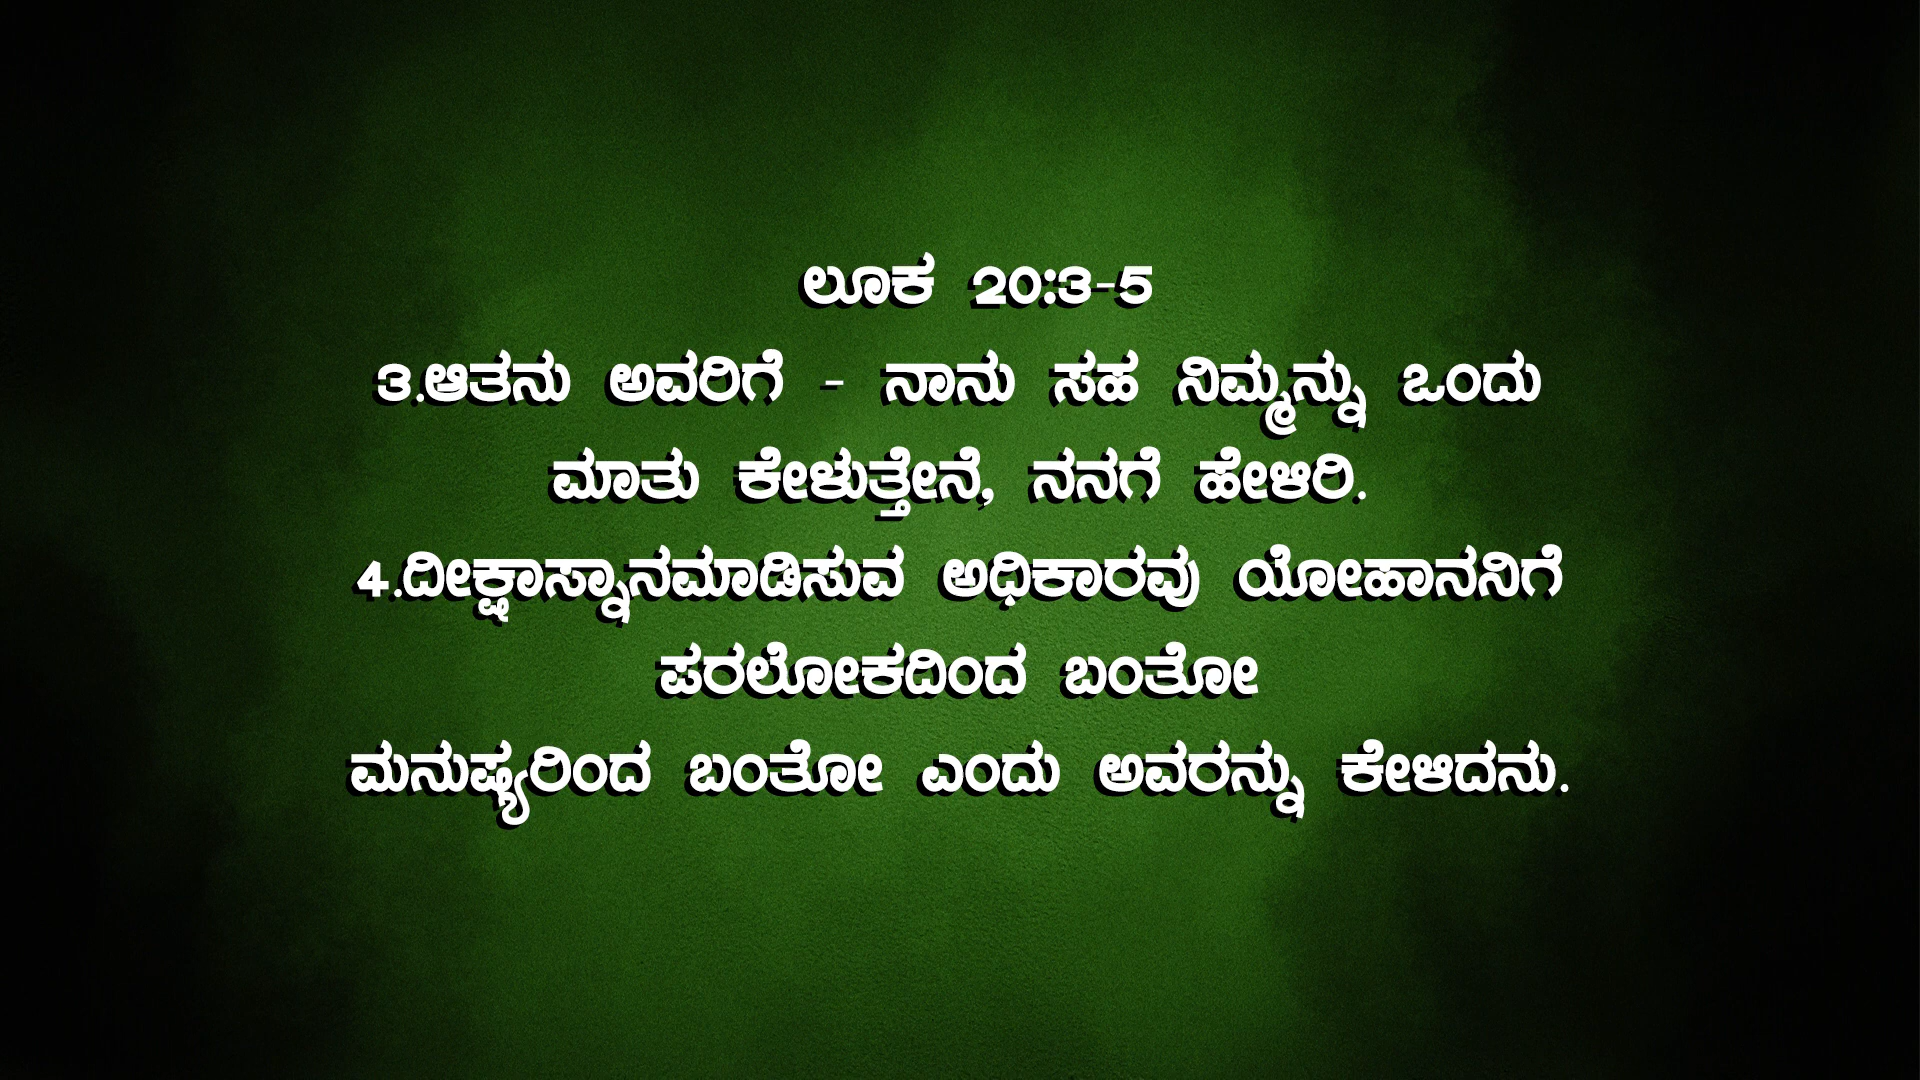 ಲೂಕ 20:3-5
3.ಆತನು ಅವರಿಗೆ - ನಾನು ಸಹ ನಿಮ್ಮನ್ನು ಒಂದು
ಮಾತು ಕೇಳುತ್ತೇನೆ, ನನಗೆ ಹೇಳಿರಿ.
4.ದೀಕ್ಷಾಸ್ನಾನಮಾಡಿಸುವ ಅಧಿಕಾರವು ಯೋಹಾನನಿಗೆ
ಪರಲೋಕದಿಂದ ಬಂತೋ
ಮನುಷ್ಯರಿಂದ ಬಂತೋ ಎಂದು ಅವರನ್ನು ಕೇಳಿದನು.